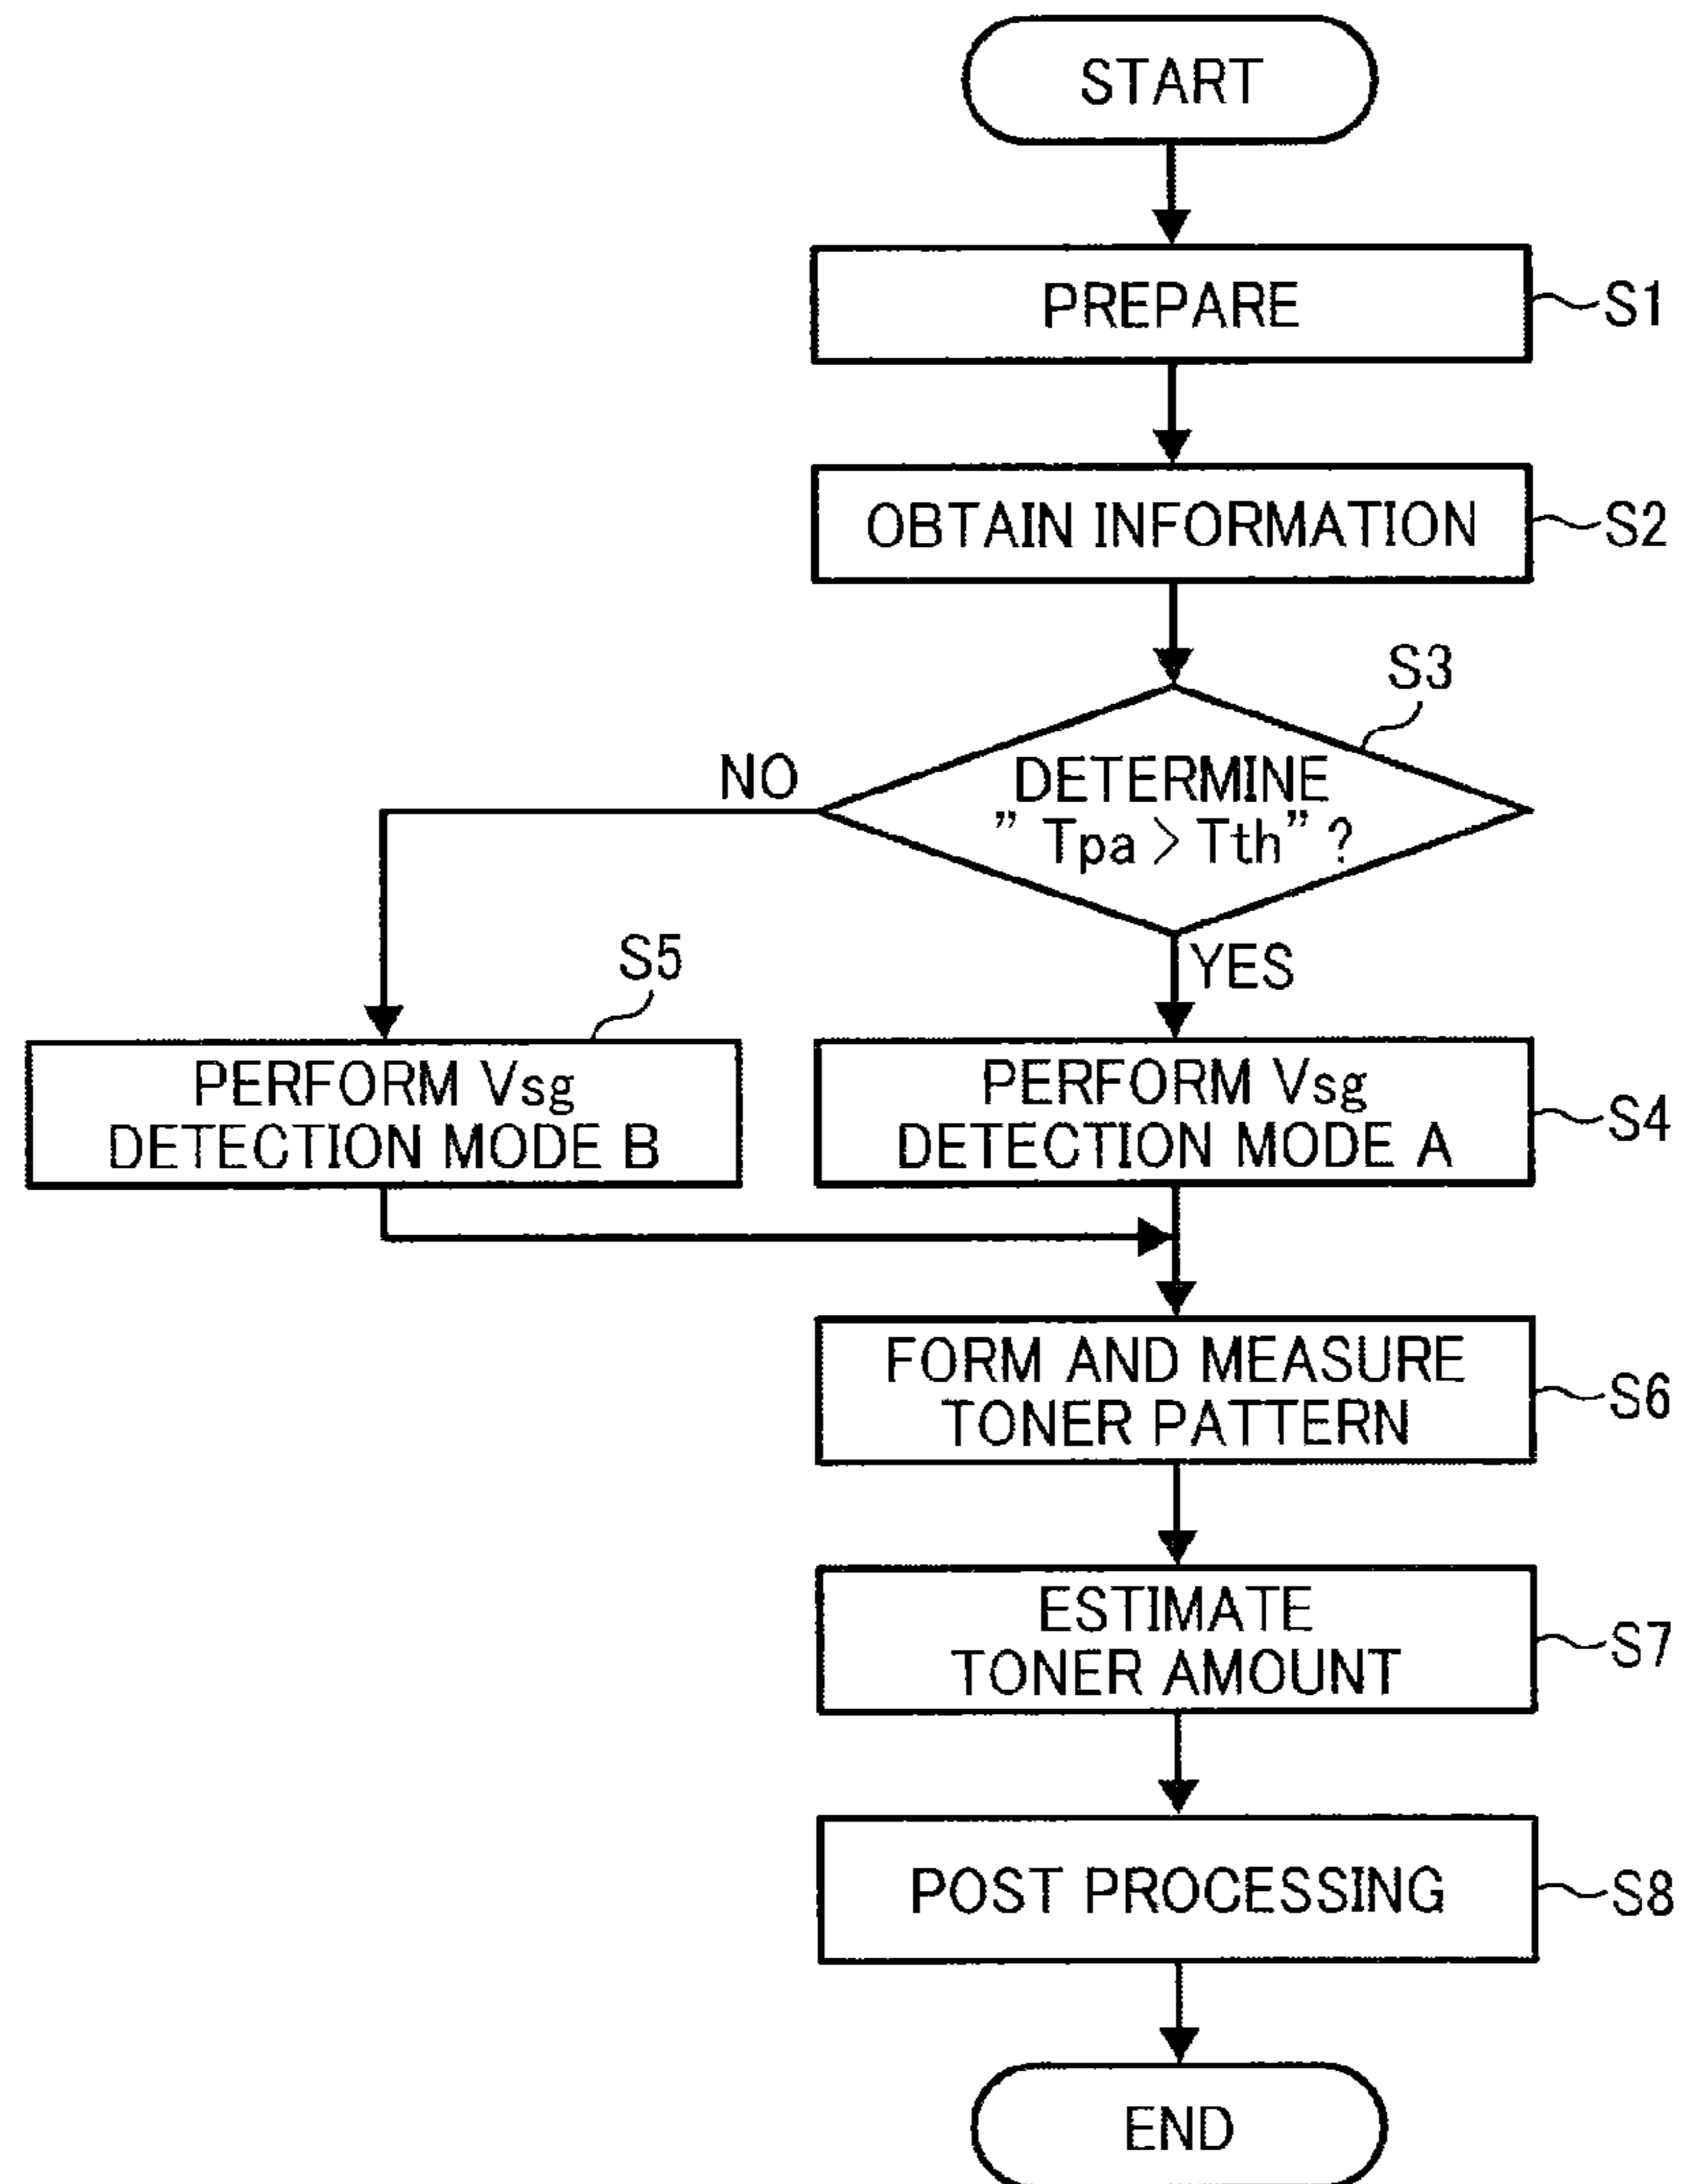 START
PREPARE
S1
OBTAIN INFORMATION
S2
S3
DETERMINE
” Tpa > Tth” ?
NO
YES
S5
PERFORM Vsg
DETECTION MODE B
PERFORM Vsg
DETECTION MODE A
S4
FORM AND MEASURE
TONER PATTERN
S6
ESTIMATE
TONER AMOUNT
S7
POST PROCESSING
S8
END